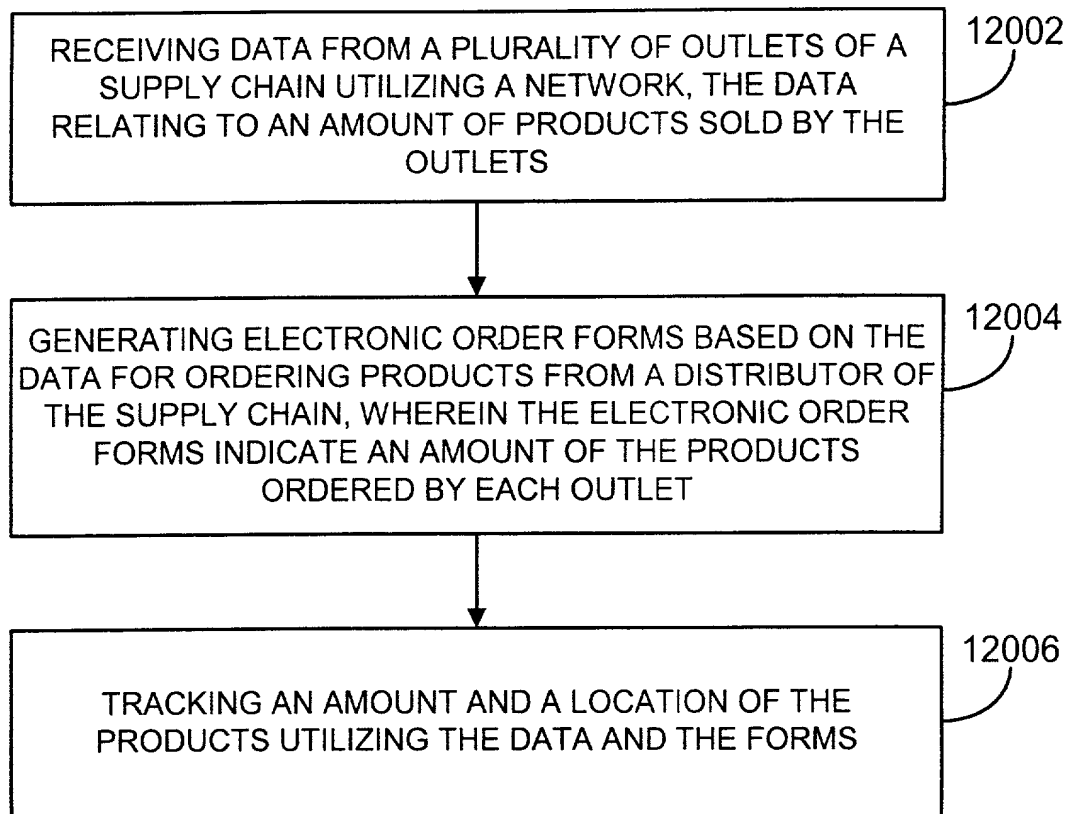 RECEIVING DATA FROM A PLURALITY OF OUTLETS OF A
SUPPLY CHAIN UTILIZING A NETWORK, THE DATA
RELATING TO AN AMOUNT OF PRODUCTS SOLD BY THE
OUTLETS
12002
GENERATING ELECTRONIC ORDER FORMS BASED ON THE
DATA FOR ORDERING PRODUCTS FROM A DISTRIBUTOR OF
THE SUPPLY CHAIN, WHEREIN THE ELECTRONIC ORDER
FORMS INDICATE AN AMOUNT OF THE PRODUCTS
ORDERED BY EACH OUTLET
12004
TRACKING AN AMOUNT AND A LOCATION OF THE
PRODUCTS UTILIZING THE DATA AND THE FORMS
12006